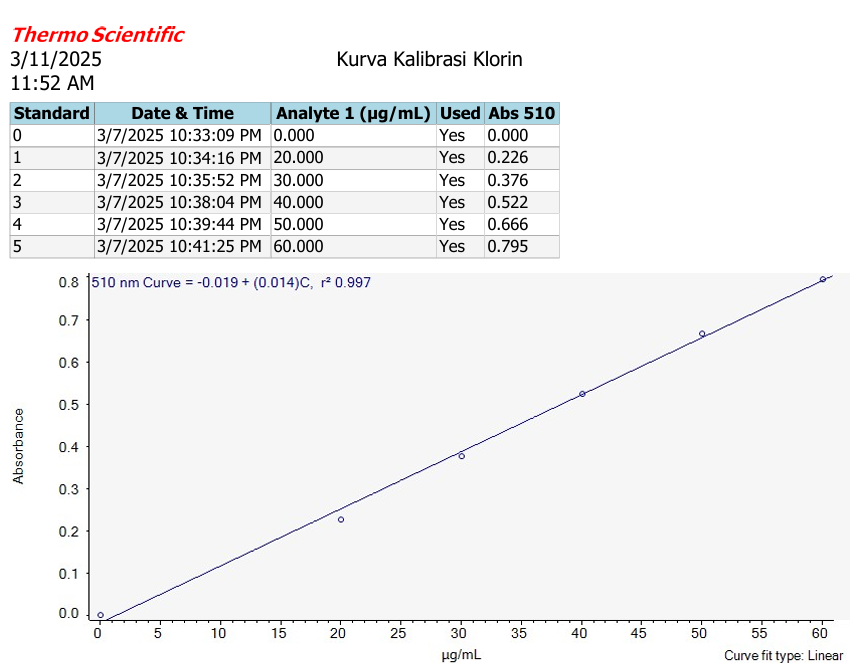 Thermo Scientific
3/11/2025
Kurva Kalibrasi Klorin
11:52 AM
Standard Date & Time Analyte 1 (µg/mL) Used Abs 510
0 3/7/2025 10:33:09 PM 0.000 Yes 0.000
1 3/7/2025 10:34:16 PM 20.000 Yes 0.226
2 3/7/2025 10:35:52 PM 30.000 Yes 0.376
3 3/7/2025 10:38:04 PM 40.000 Yes 0.522
4 3/7/2025 10:39:44 PM 50.000 Yes 0.666
5 3/7/2025 10:41:25 PM 60.000 Yes 0.795
510 nm Curve = -0.019 + (0.014)C, r² 0.997
0.8
0.7
0.6
0.5
0.4
0.3
0.2
0.1
0.0
Absorbance
0 5 10 15 20 25 30 35 40 45 50 55 60
µg/mL
Curve fit type: Linear